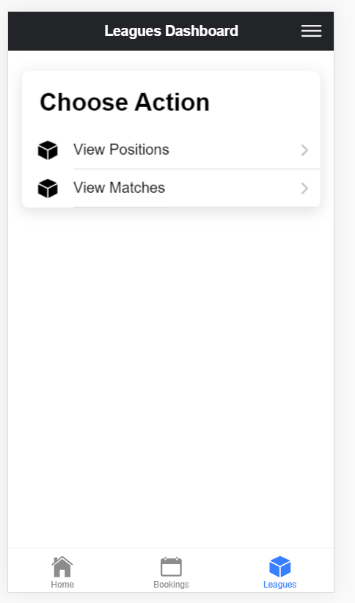 Leagues Dashboard
Choose Action
View Positions
View Matches
Home
Bookings
Leagues